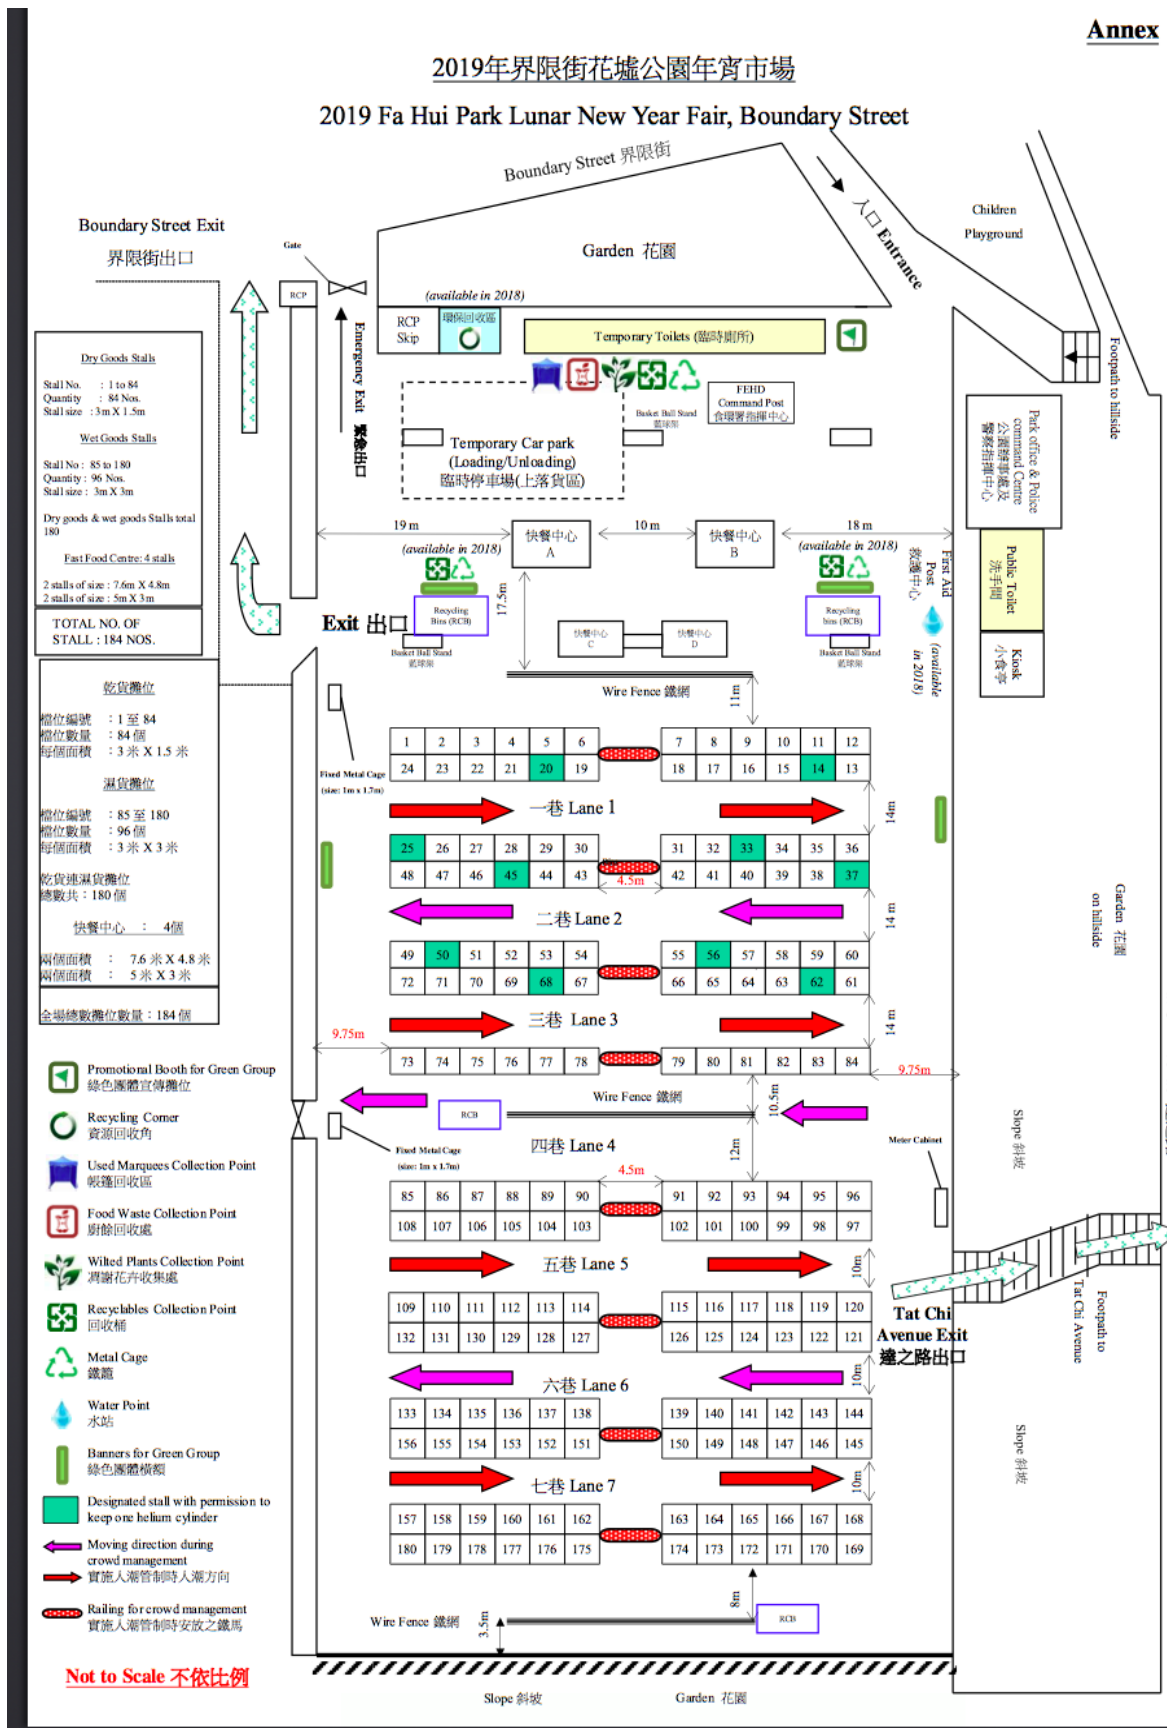 Annex
2019年界限街花墟公園年宵市場
2019 Fa Hui Park Lunar New Year Fair, Boundary Street
Boundary Street 界限街
入口 Entrance
Children
Playground
Boundary Street Exit
界限街出口
Gate
Garden 花園
RCP
(available in 2018)
RCP
Skip
環保回收區
Temporary Toilets (臨時廁所)
Emergency Exit 緊急出口
Footpath to hillside
Dry Goods Stalls
Stall No. : 1 to 84
Quantity : 84 Nos.
Stall size : 3m X 1.5m
Wet Goods Stalls
Stall No : 85 to 180
Quantity : 96 Nos.
Stall size : 3m X 3m
Dry goods & wet goods Stalls total
180
Fast Food Centre: 4 stalls
2 stalls of size : 7.6m X 4.8m
2 stalls of size : 5m X 3m
TOTAL NO. OF
STALL : 184 NOS.
FEHD
Command Post
食環署指揮中心
Basket Ball Stand
籃球架
Temporary Car park
(Loading/Unloading)
臨時停車場(上落貨區)
Park office & Police
command Centre
公園辦事處及
警察指揮中心
19 m
快餐中心
A
10 m
快餐中心
B
18 m
(available in 2018)
(available in 2018)
Public Toilet
洗手間
First Aid
Post
救護中心
17.5m
Exit 出口
Recycling
Bins (RCB)
Basket Ball Stand
籃球架
快餐中心
C
快餐中心
D
Recycling
bins (RCB)
Basket Ball Stand
籃球架
(available
in 2018)
Kiosk
小食亭
Wire Fence 鐵網
11m
乾貨攤位
檔位編號 : 1 至 84
檔位數量 : 84 個
每個面積 : 3 米 X 1.5 米
濕貨攤位
檔位編號 : 85 至 180
檔位數量 : 96 個
每個面積 : 3 米 X 3 米
乾貨連濕貨攤位
總數共 : 180 個
快餐中心 : 4個
兩個面積 : 7.6 米 X 4.8 米
兩個面積 : 5 米 X 3 米
全場總數攤位數量 : 184 個
Fixed Metal Cage
(size: 1m x 1.7m)
1 2 3 4 5 6 7 8 9 10 11 12
24 23 22 21 20 19 18 17 16 15 14 13
一巷 Lane 1
14m
25 26 27 28 29 30 31 32 33 34 35 36
48 47 46 45 44 43 42 41 40 39 38 37
4.5m
二巷 Lane 2
14 m
Garden 花園
on hillside
49 50 51 52 53 54 55 56 57 58 59 60
72 71 70 69 68 67 66 65 64 63 62 61
三巷 Lane 3
14 m
9.75m
73 74 75 76 77 78 79 80 81 82 83 84
9.75m
Wire Fence 鐵網
10.5m
RCB
四巷 Lane 4
12m
Fixed Metal Cage
(size: 1m x 1.7m)
Meter Cabinet
Slope 斜坡
4.5m
85 86 87 88 89 90 91 92 93 94 95 96
108 107 106 105 104 103 102 101 100 99 98 97
五巷 Lane 5
10m
109 110 111 112 113 114 115 116 117 118 119 120
132 131 130 129 128 127 126 125 124 123 122 121
Tat Chi
Avenue Exit
達之路出口
Footpath to
Tat Chi Avenue
六巷 Lane 6
10m
133 134 135 136 137 138 139 140 141 142 143 144
156 155 154 153 152 151 150 149 148 147 146 145
Slope 斜坡
七巷 Lane 7
10m
157 158 159 160 161 162 163 164 165 166 167 168
180 179 178 177 176 175 174 173 172 171 170 169
8m
Wire Fence 鐵網
3.5m
RCB
Slope 斜坡
Garden 花園
Promotional Booth for Green Group
綠色團體宣傳攤位
Recycling Corner
資源回收角
Used Marquees Collection Point
帳篷回收區
Food Waste Collection Point
廚餘回收處
Wilted Plants Collection Point
凋謝花卉收集處
Recyclables Collection Point
回收桶
Metal Cage
鐵籠
Water Point
水站
Banners for Green Group
綠色團體橫額
Designated stall with permission to
keep one helium cylinder
Moving direction during
crowd management
實施人潮管制時人潮方向
Railing for crowd management
實施人潮管制時安放之鐵馬
Not to Scale 不依比例